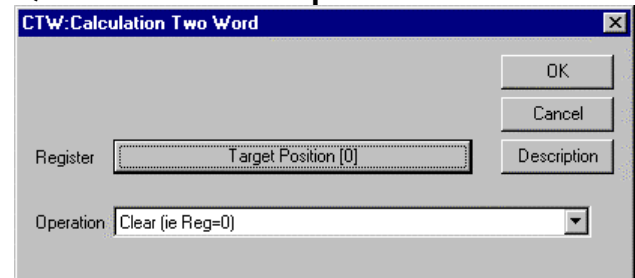 CTW:Calculation Two Word
OK
Cancel
Register Target Position [0] Description
Operation Clear (ie Reg=0)